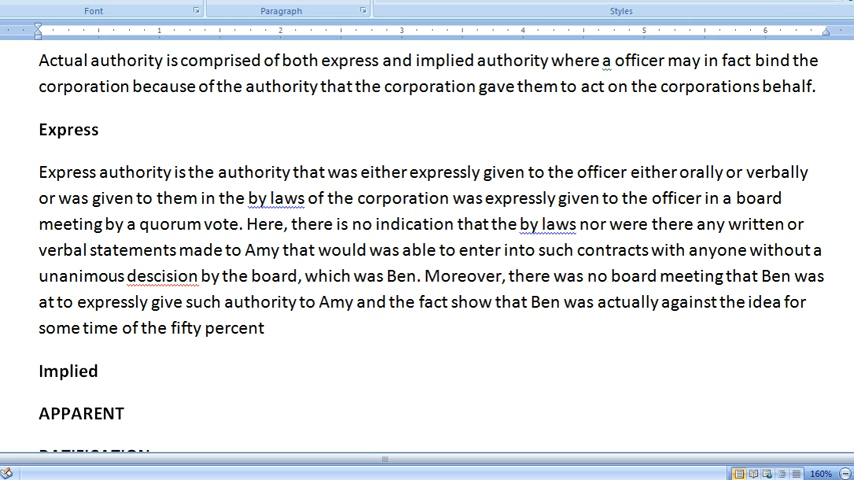 Font Paragraph Styles
1 2 3 4 5 6
Actual authority is comprised of both express and implied authority where a officer may in fact bind the
corporation because of the authority that the corporation gave them to act on the corporations behalf.
Express
Express authority is the authority that was either expressly given to the officer either orally or verbally
or was given to them in the by laws of the corporation was expressly given to the officer in a board
meeting by a quorum vote. Here, there is no indication that the by laws nor were there any written or
verbal statements made to Amy that would was able to enter into such contracts with anyone without a
unanimous descision by the board, which was Ben. Moreover, there was no board meeting that Ben was
at to expressly give such authority to Amy and the fact show that Ben was actually against the idea for
some time of the fifty percent
Implied
APPARENT
RATIFICATION
160%